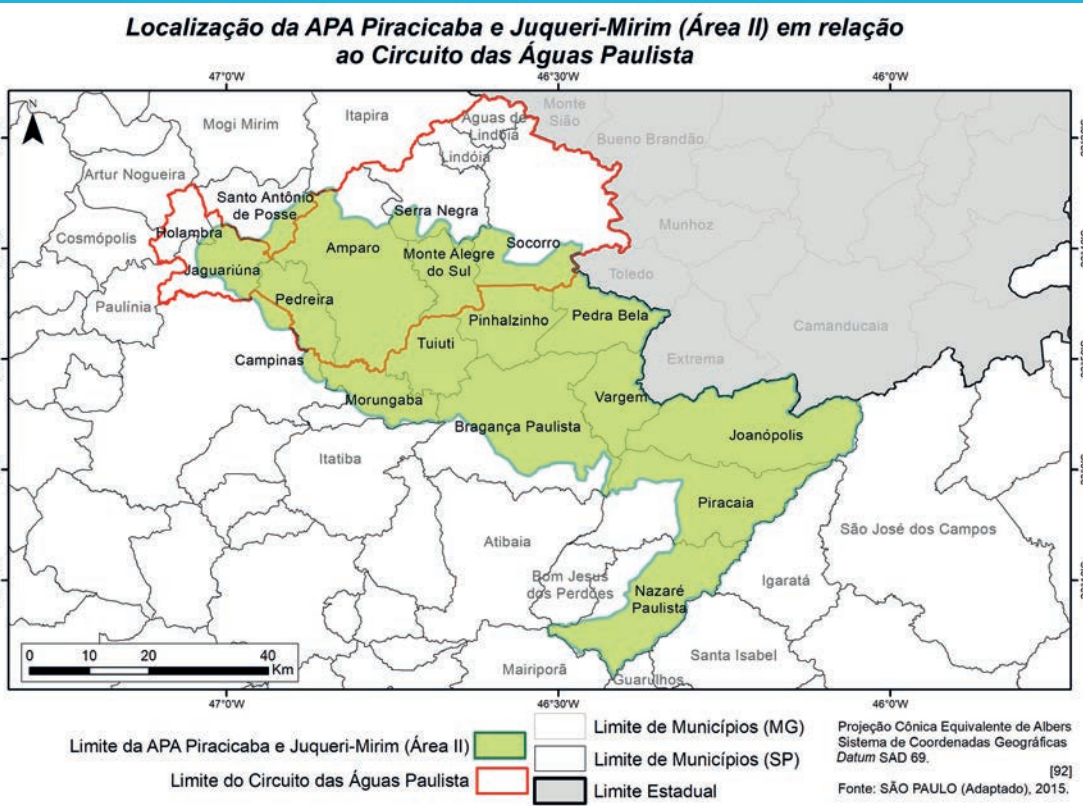 Localização da APA Piracicaba e Juqueri-Mirim (Área II) em relação
ao Circuito das Águas Paulista
47°0'W
46°30'W
46°0'W
N
Monte
Sião
Mogi Mirim
Itapira
Águas de
Lindóia
Bueno Brandão
Lindóia
Artur Nogueira
Santo Antônio
de Posse
Serra Negra
Munhoz
Holambra
Cosmópolis
Amparo
Monte Alegre
do Sul
Socorro
Toledo
Jaguariúna
Paulínia
Pedreira
Pinhalzinho
Pedra Bela
Camanducaia
Tuiuti
Campinas
Extrema
Morungaba
Vargem
Bragança Paulista
Joanópolis
Itatiba
Piracaia
São José dos Campos
Atibaia
Bom Jesus
dos Perdões
Igaratá
Nazaré
Paulista
Mairiporã
Santa Isabel
Guarulhos
0 10 20 40
Km
47°0'W
46°30'W
46°0'W
Limite da APA Piracicaba e Juqueri-Mirim (Área II)
Limite do Circuito das Águas Paulista
Limite de Municípios (MG)
Limite de Municípios (SP)
Limite Estadual
Projeção Cônica Equivalente de Albers
Sistema de Coordenadas Geográficas
Datum SAD 69.
[92]
Fonte: SÃO PAULO (Adaptado), 2015.